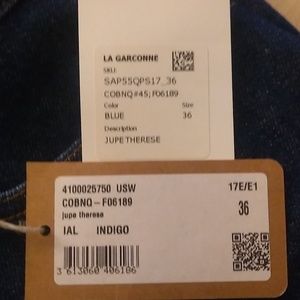 LA GARCONNE
SKU:
SAP55QPS17_36
COBNQ#45;F06189
Color Size
BLUE 36
Description
JUPE THERESE
4100025750 USW 17E/E1
COBNQ-F06189 36
jupe therese
IAL INDIGO
3 613060 406186